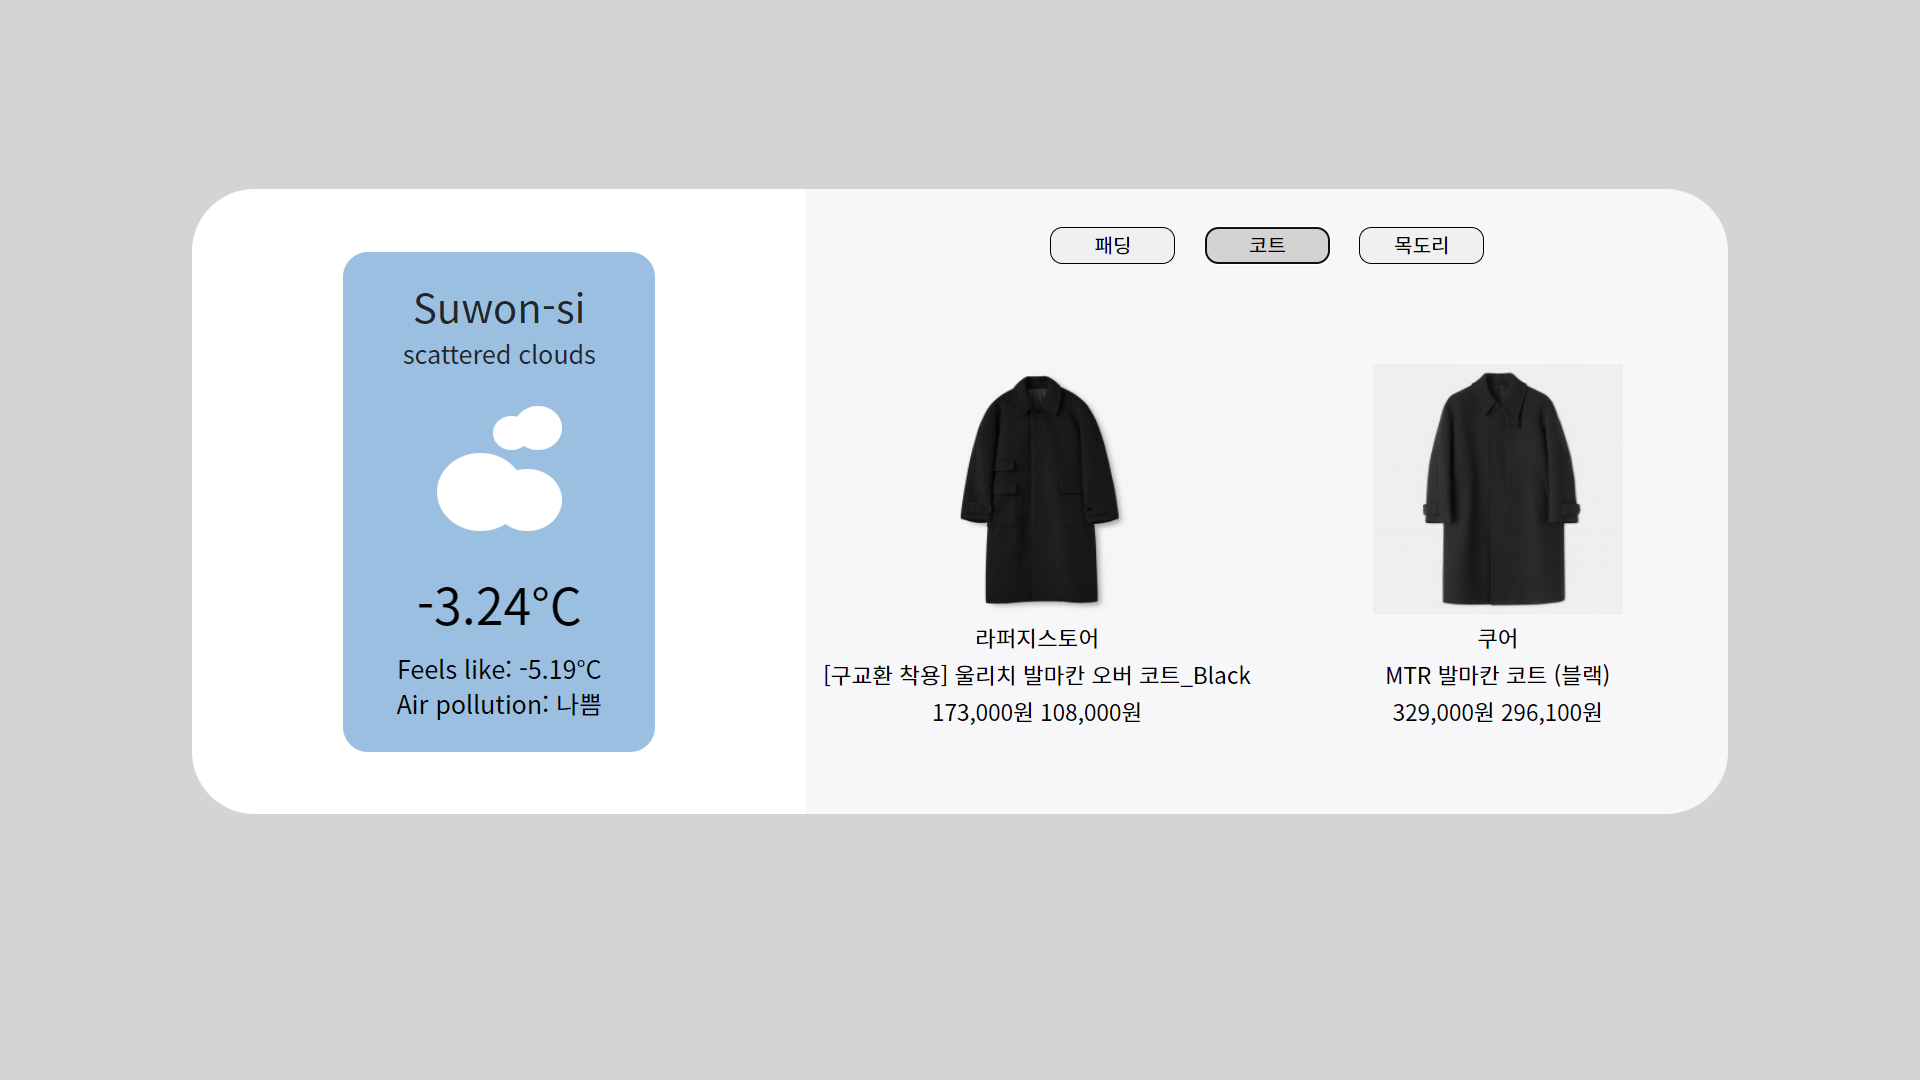 Suwon-si
scattered clouds
-3.24°C
Feels like: -5.19°C
Air pollution: 나쁨
패딩
코트
목도리
라퍼지스토어
[구교환 착용] 울리치 발마칸 오버 코트_Black
173,000원 108,000원
쿠어
MTR 발마칸 코트 (블랙)
329,000원 296,100원